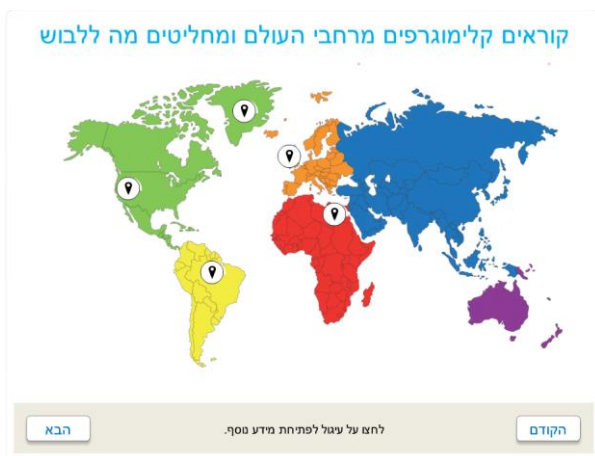 קוראים קלימוגרפים מרחבי העולם ומחליטים מה ללבוש
הקודם
לחצו על עיגול לפתיחת מידע נוסף.
הבא